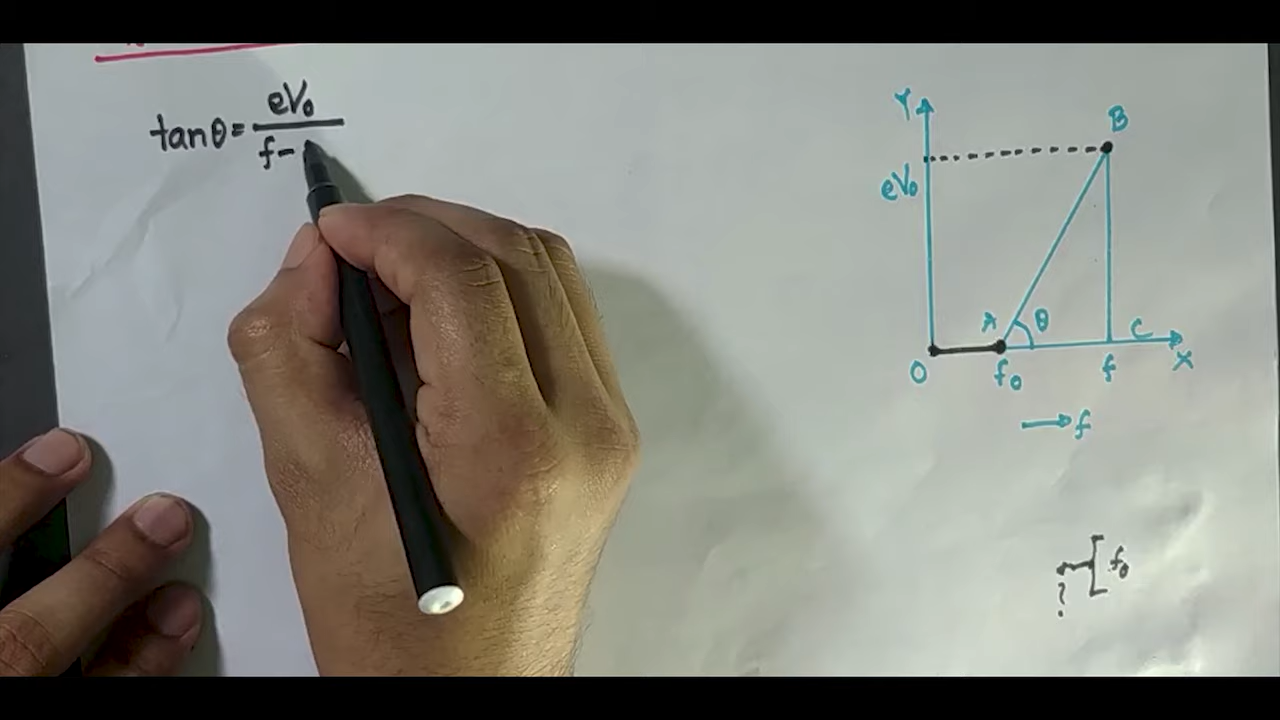 tanθ = eV₀
f -
Y
B
eV₀
A
θ
C
O
f₀
f
X
→ f
f₀
?